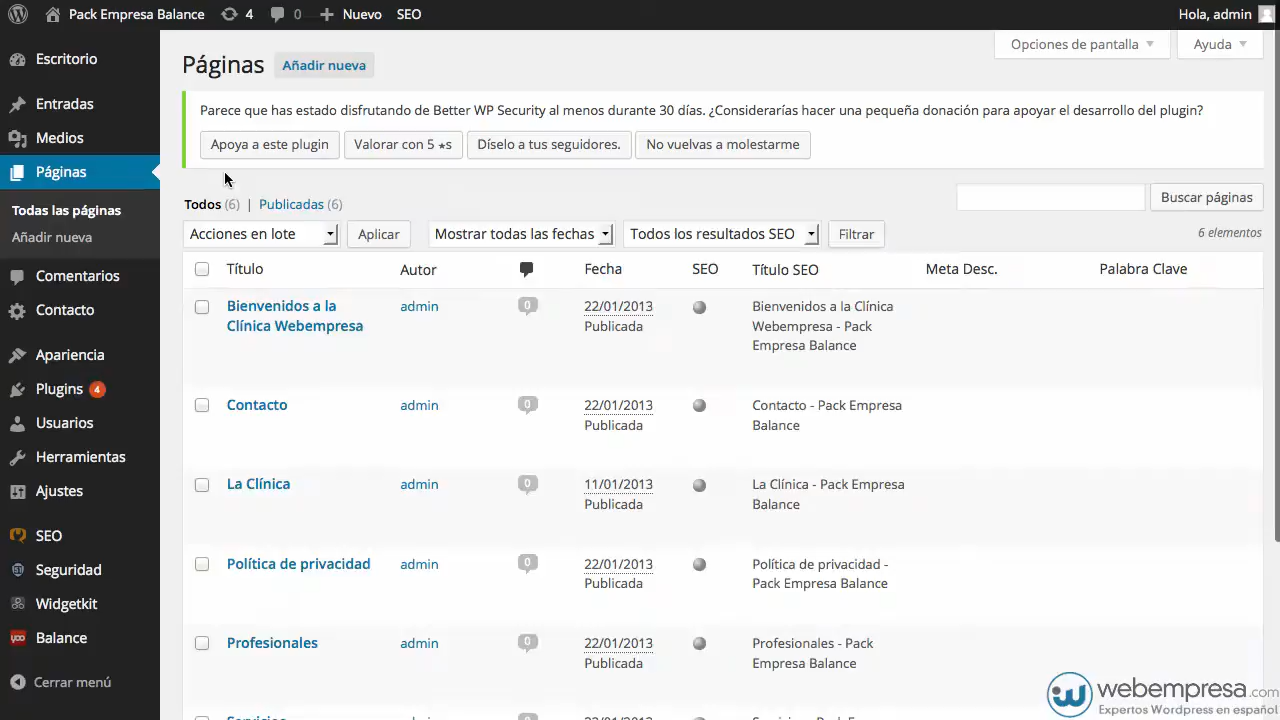 Pack Empresa Balance 4 0 Nuevo SEO Hola, admin
Escritorio
Entradas
Medios
Páginas
Todas las páginas
Añadir nueva
Comentarios
Contacto
Apariencia
Plugins 4
Usuarios
Herramientas
Ajustes
SEO
Seguridad
Widgetkit
yoo Balance
Cerrar menú
Opciones de pantalla Ayuda
Páginas Añadir nueva
Parece que has estado disfrutando de Better WP Security al menos durante 30 días. ¿Considerarías hacer una pequeña donación para apoyar el desarrollo del plugin?
Apoya a este plugin Valorar con 5 ★s Díselo a tus seguidores. No vuelvas a molestarme
Todos (6) | Publicadas (6)
Buscar páginas
Acciones en lote Aplicar Mostrar todas las fechas Todos los resultados SEO Filtrar 6 elementos
Título Autor Fecha SEO Título SEO Meta Desc. Palabra Clave
Bienvenidos a la admin 0 22/01/2013 Bienvenidos a la Clínica
Clínica Webempresa Publicada Webempresa - Pack
Empresa Balance
Contacto admin 0 22/01/2013 Contacto - Pack Empresa
Publicada Balance
La Clínica admin 0 11/01/2013 La Clínica - Pack Empresa
Publicada Balance
Política de privacidad admin 0 22/01/2013 Política de privacidad -
Publicada Pack Empresa Balance
Profesionales admin 0 22/01/2013 Profesionales - Pack
Publicada Empresa Balance
webempresa.com
Expertos Wordpress en español